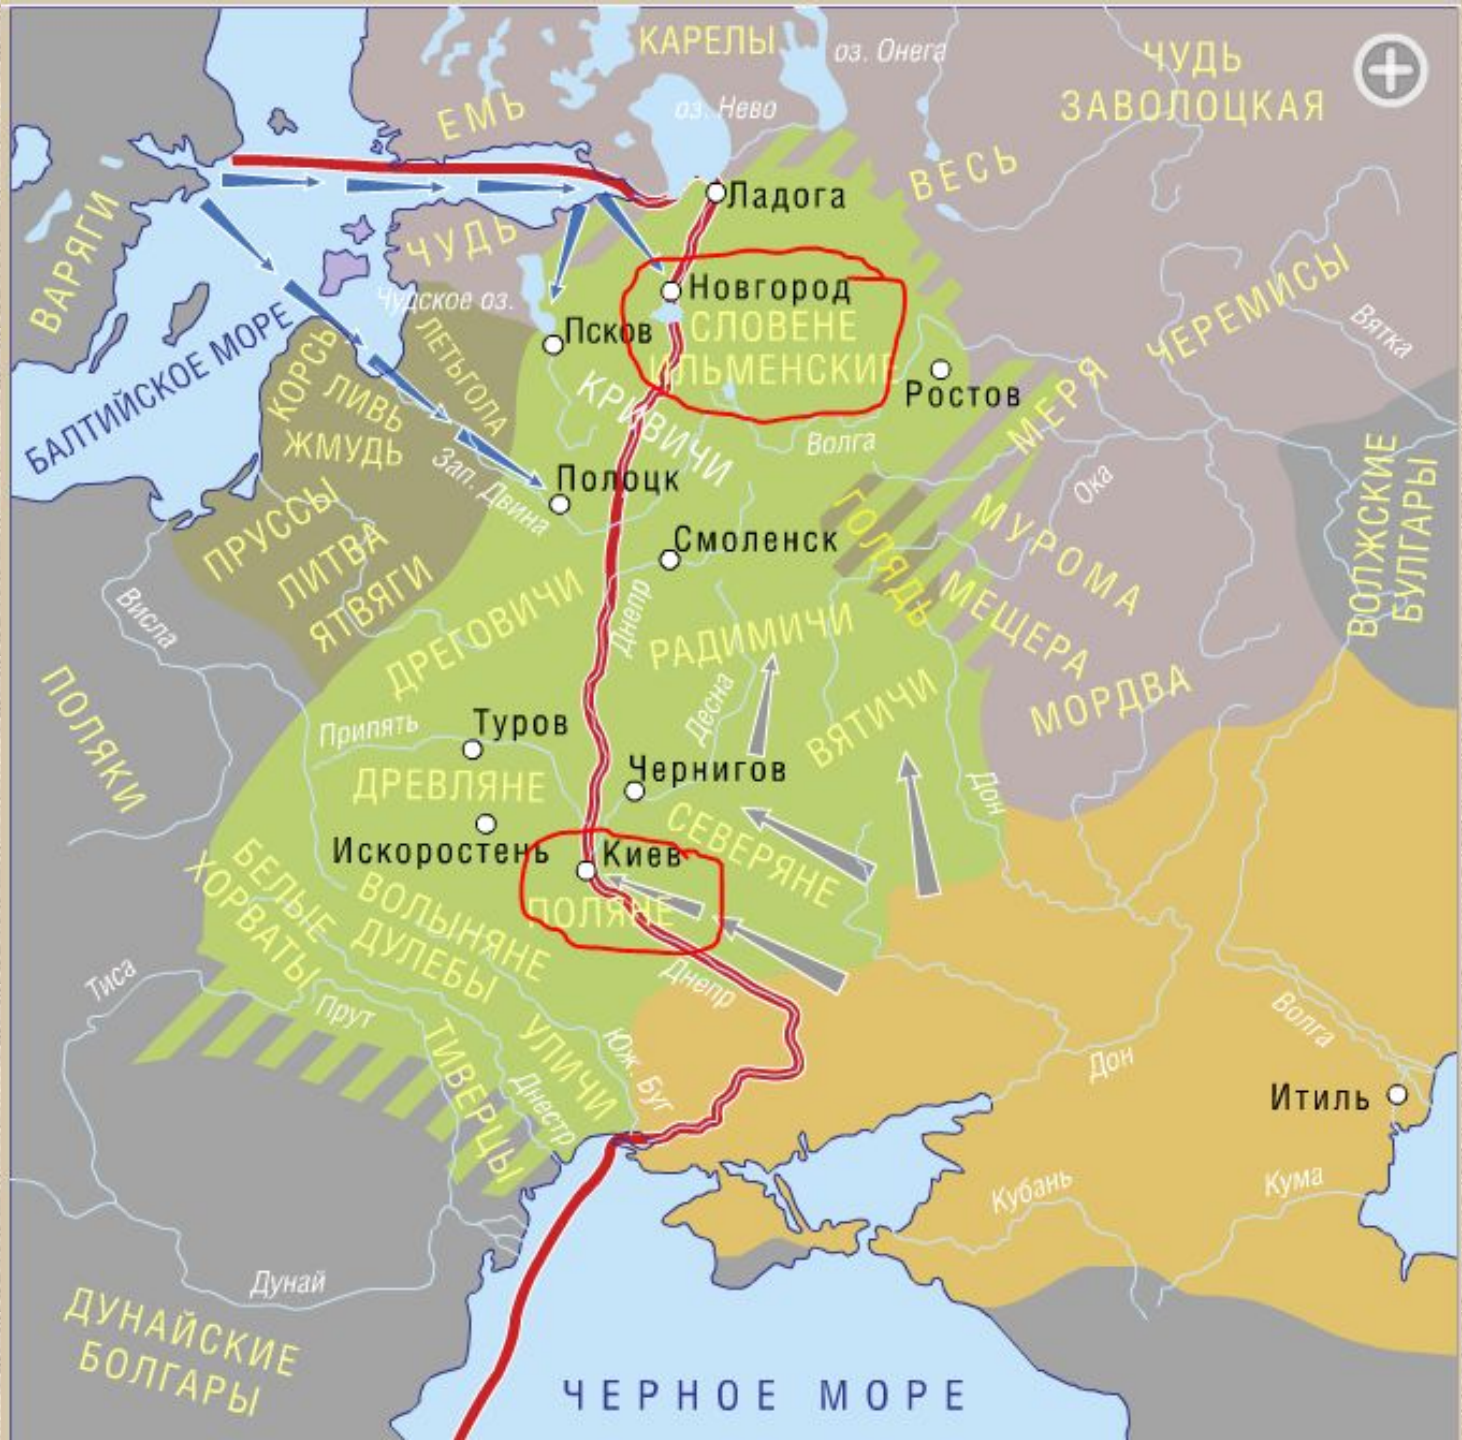 КАРЕЛЫ
оз. Онега
ЧУДЬ
ЗАВОЛОЦКАЯ
ЕМЬ
оз. Нево
ВЕСЬ
ВАРЯГИ
Ладога
ЧУДЬ
Чудское оз.
Новгород
СЛОВЕНЕ
ИЛЬМЕНСКИЕ
Псков
ЧЕРЕМИСЫ
Вятка
БАЛТИЙСКОЕ МОРЕ
КОРСЬ
ЛЕТЬГОЛА
ЛИВЬ
ЖМУДЬ
КРИВИЧИ
Ростов
МЕРЯ
Волга
Зап. Двина
Полоцк
Ока
ВОЛЖСКИЕ
БУЛГАРЫ
ПРУССЫ
ЛИТВА
ЯТВЯГИ
Смоленск
ГОЛЯДЬ
МУРОМА
МЕЩЕРА
МОРДВА
Висла
ДРЕГОВИЧИ
Днепр
РАДИМИЧИ
ПОЛЯКИ
Десна
ВЯТИЧИ
Припять
Туров
ДРЕВЛЯНЕ
Чернигов
Дон
Искоростень
Киев
СЕВЕРЯНЕ
ПОЛЯНЕ
БЕЛЫЕ
ХОРВАТЫ
ВОЛЫНЯНЕ
ДУЛЕБЫ
Тиса
Прут
Днепр
ТИВЕРЦЫ
УЛИЧИ
Днестр
Юж. Буг
Волга
Дон
Итиль
Кубань
Кума
Дунай
ДУНАЙСКИЕ
БОЛГАРЫ
ЧЕРНОЕ МОРЕ